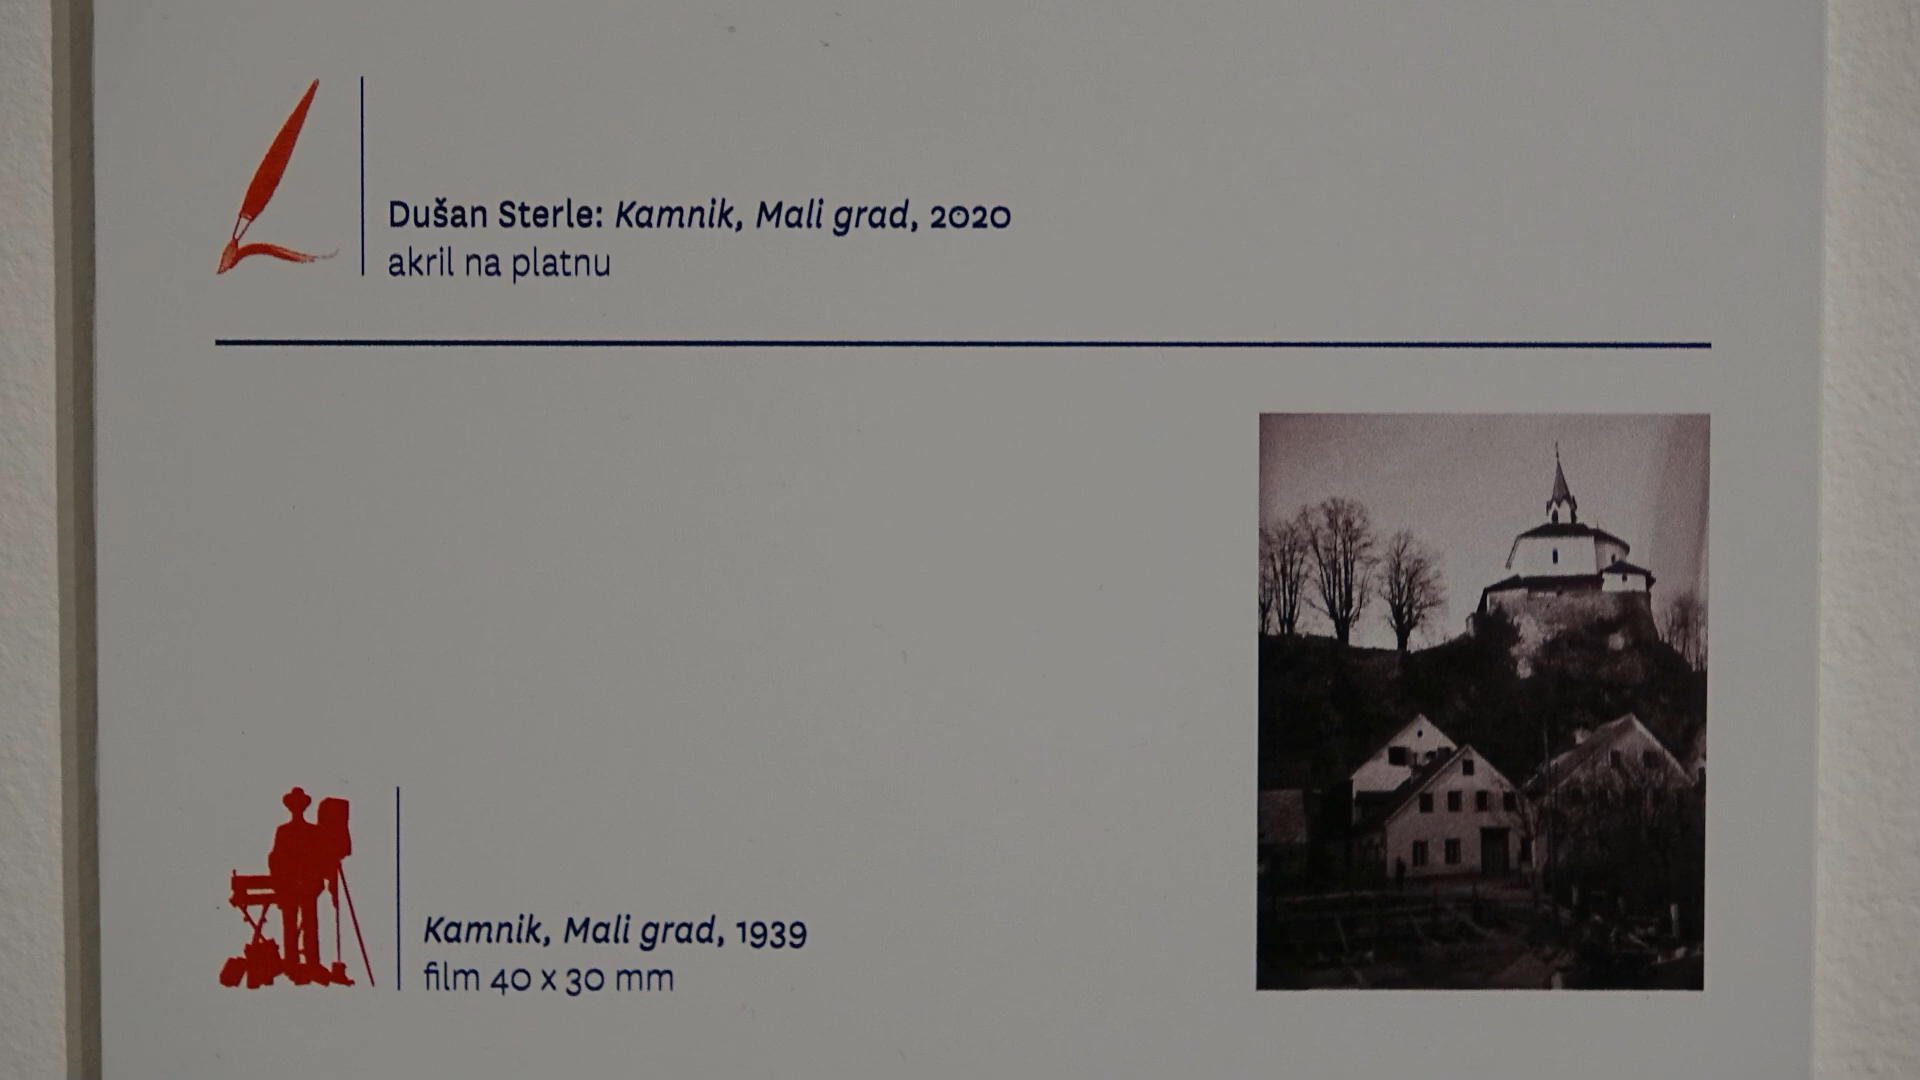 Dušan Sterle: Kamnik, Mali grad, 2020
akril na platnu
Kamnik, Mali grad, 1939
film 40 x 30 mm